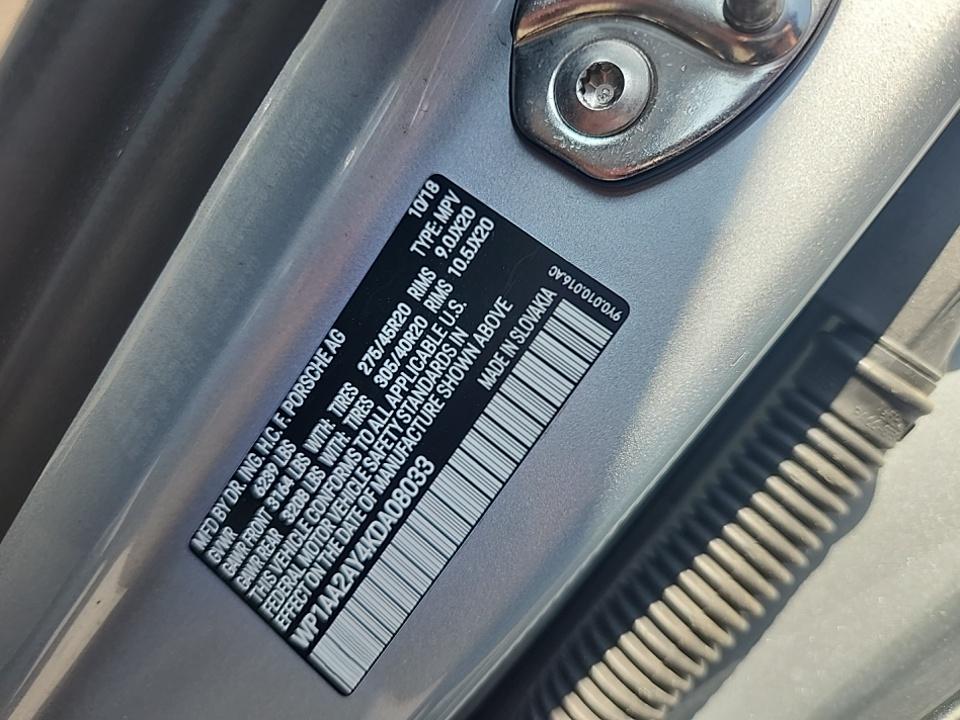 MFD BY DR. ING. H.C. F. PORSCHE AG 10/18
GVWR 6239 LBS TYPE: MPV
GAWR FRONT 3144 LBS WITH: TIRES 275/45R20 RIMS 9.0JX20
GAWR REAR LBS WITH: TIRES 305/40R20 RIMS 10.5JX20
THIS VEHICLE CONFORMS TO ALL APPLICABLE U.S.
FEDERAL MOTOR VEHICLE SAFETY STANDARDS IN
EFFECT ON THE DATE OF MANUFACTURE SHOWN ABOVE
WP1AA2AY4KDA08033 MADE IN SLOVAKIA
9Y0.010.016.AC